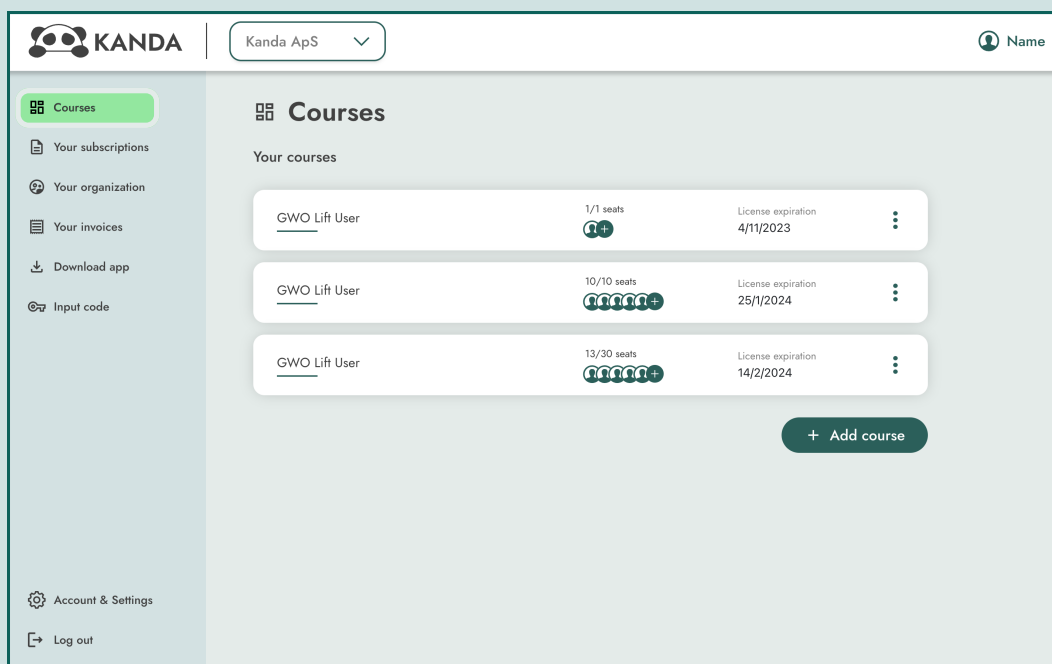 KANDA
Kanda ApS
Name
Courses
Your subscriptions
Your organization
Your invoices
Download app
Input code
Account & Settings
Log out
Courses
Your courses
GWO Lift User
1/1 seats
License expiration
4/11/2023
GWO Lift User
10/10 seats
License expiration
25/1/2024
GWO Lift User
13/30 seats
License expiration
14/2/2024
+ Add course